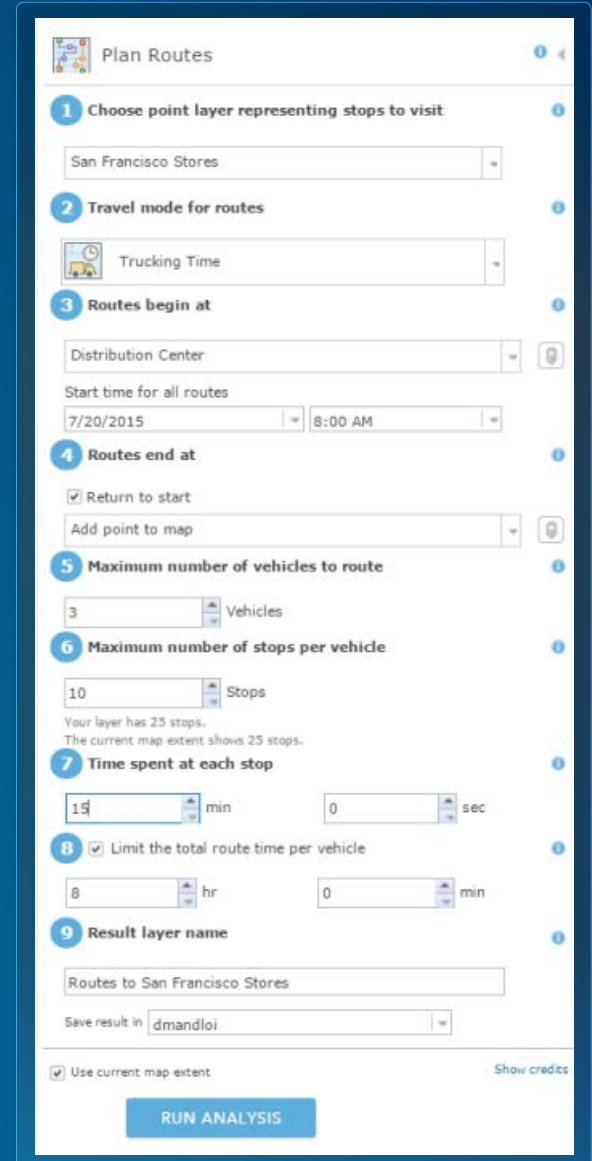 Plan Routes
1 Choose point layer representing stops to visit
San Francisco Stores
2 Travel mode for routes
Trucking Time
3 Routes begin at
Distribution Center
Start time for all routes
7/20/2015 8:00 AM
4 Routes end at
Return to start
Add point to map
5 Maximum number of vehicles to route
3 Vehicles
6 Maximum number of stops per vehicle
10 Stops
Your layer has 25 stops.
The current map extent shows 25 stops.
7 Time spent at each stop
15 min 0 sec
8 Limit the total route time per vehicle
8 hr 0 min
9 Result layer name
Routes to San Francisco Stores
Save result in dmandloi
Use current map extent Show credits
RUN ANALYSIS